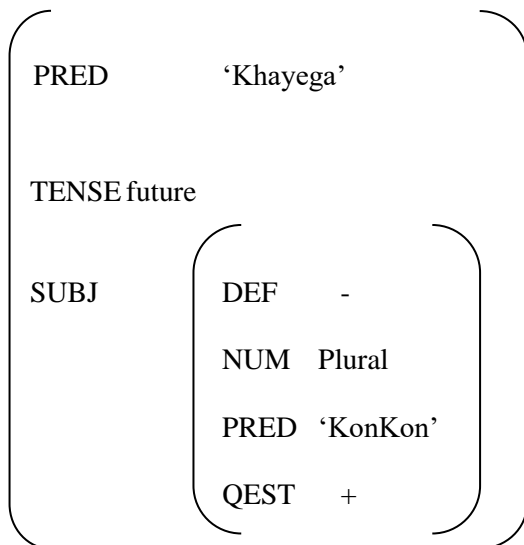 PRED ‘Khayega’
TENSE future
SUBJ DEF -
NUM Plural
PRED ‘KonKon’
QEST +